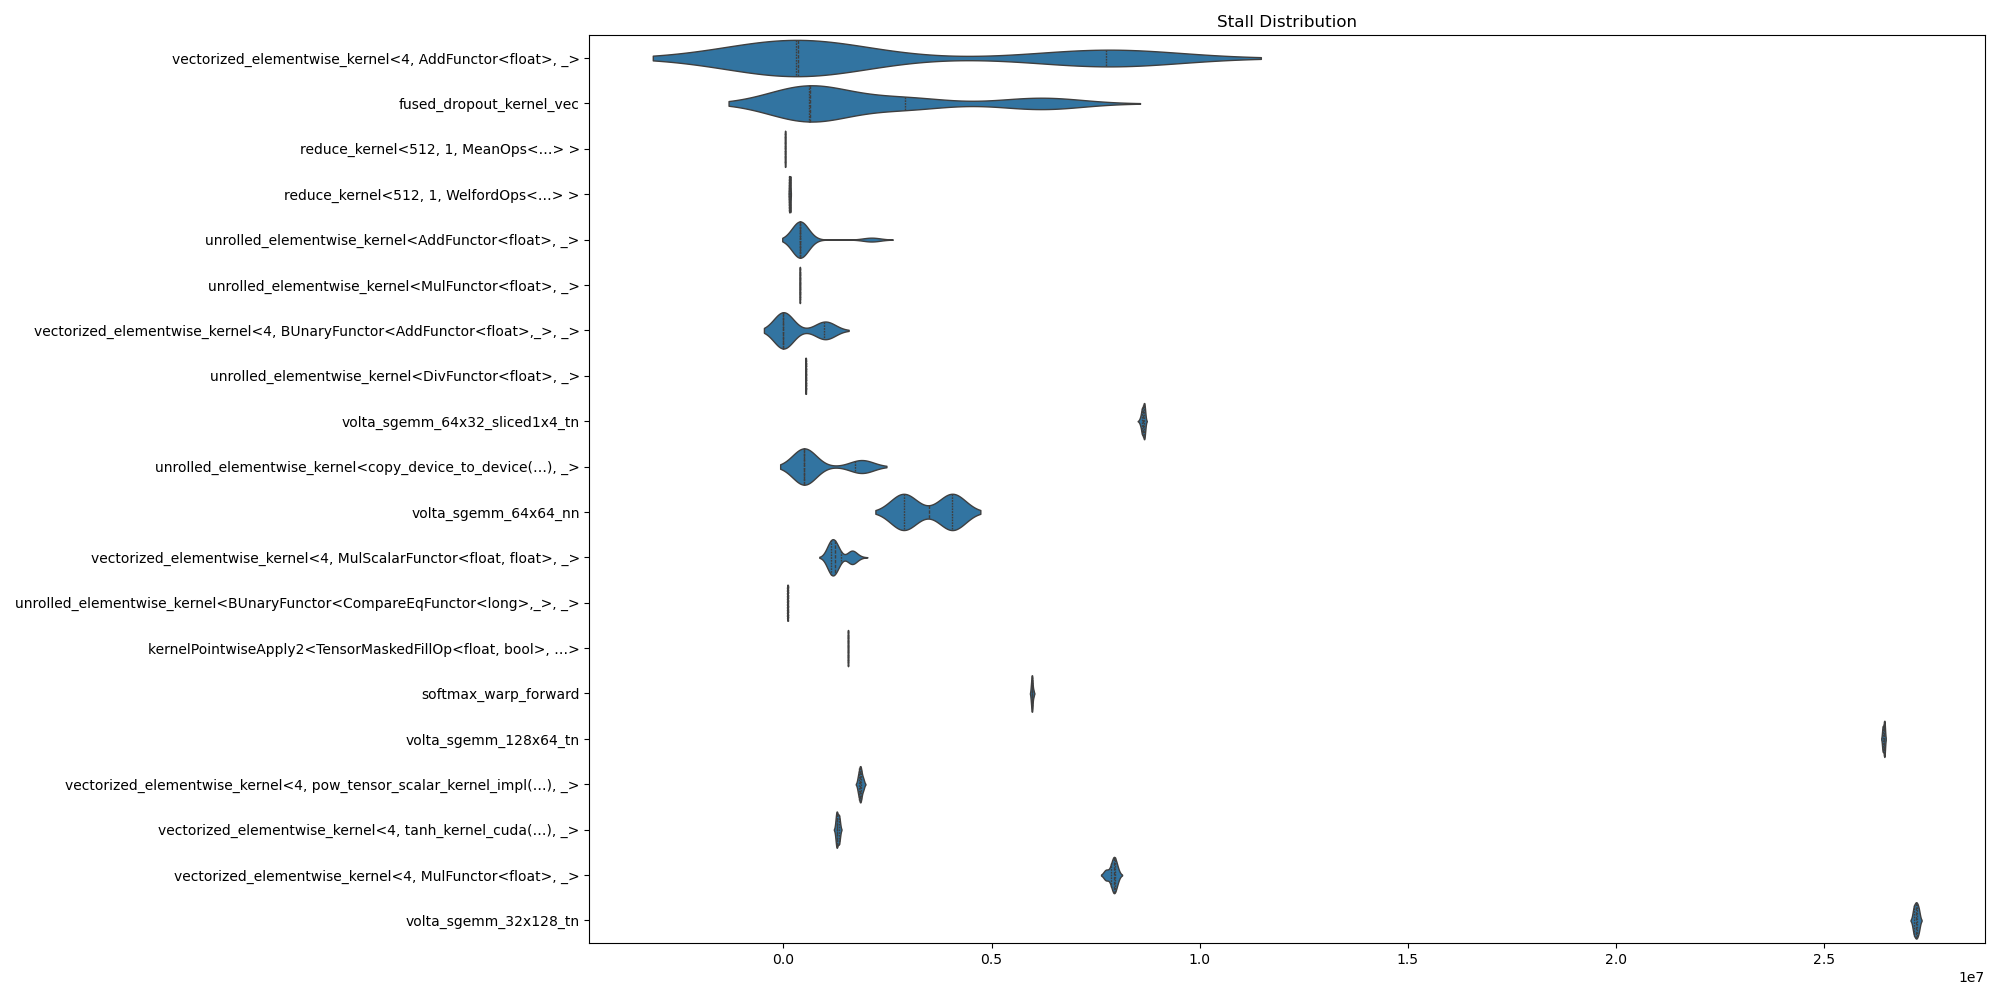 Stall Distribution
vectorized_elementwise_kernel<4, AddFunctor<float>, _>
fused_dropout_kernel_vec
reduce_kernel<512, 1, MeanOps<...> >
reduce_kernel<512, 1, WelfordOps<...> >
unrolled_elementwise_kernel<AddFunctor<float>, _>
unrolled_elementwise_kernel<MulFunctor<float>, _>
vectorized_elementwise_kernel<4, BUnaryFunctor<AddFunctor<float>,_>, _>
unrolled_elementwise_kernel<DivFunctor<float>, _>
volta_sgemm_64x32_sliced1x4_tn
unrolled_elementwise_kernel<copy_device_to_device(...), _>
volta_sgemm_64x64_nn
vectorized_elementwise_kernel<4, MulScalarFunctor<float, float>, _>
unrolled_elementwise_kernel<BUnaryFunctor<CompareEqFunctor<long>,_>, _>
kernelPointwiseApply2<TensorMaskedFillOp<float, bool>, ...>
softmax_warp_forward
volta_sgemm_128x64_tn
vectorized_elementwise_kernel<4, pow_tensor_scalar_kernel_impl(...), _>
vectorized_elementwise_kernel<4, tanh_kernel_cuda(...), _>
vectorized_elementwise_kernel<4, MulFunctor<float>, _>
volta_sgemm_32x128_tn
0.0 0.5 1.0 1.5 2.0 2.5
1e7